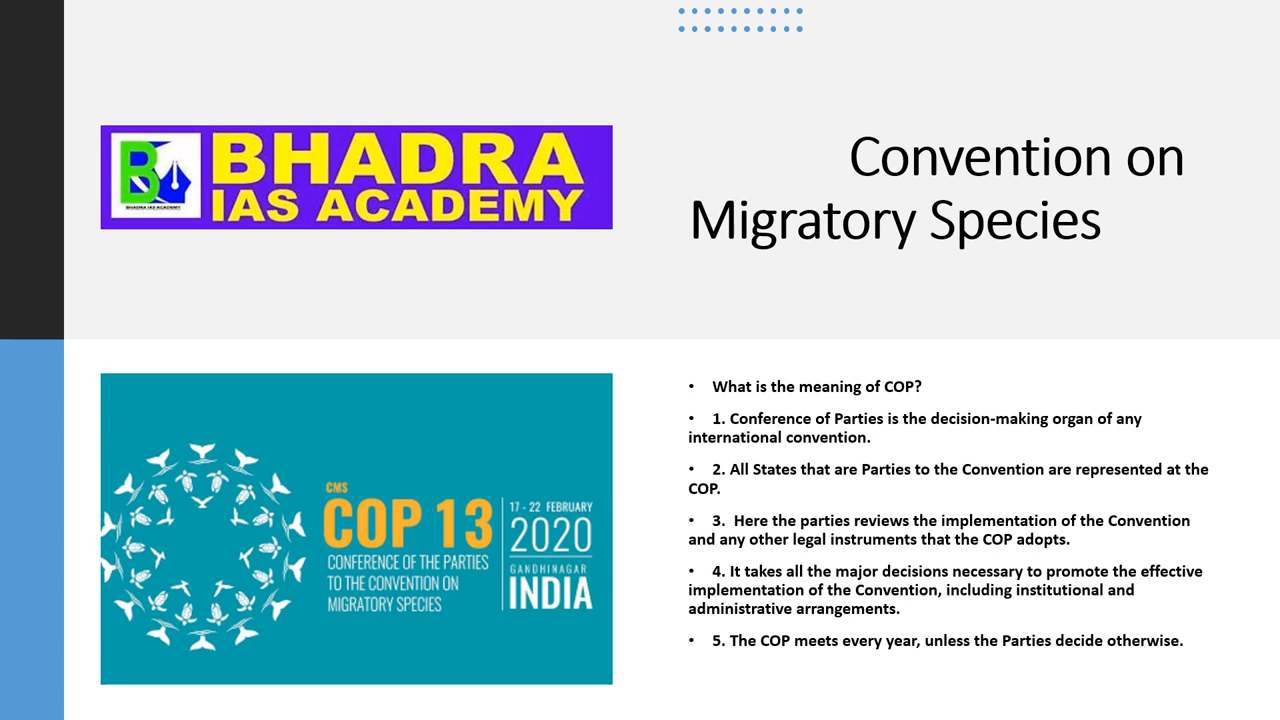 BHADRA
IAS ACADEMY
BHADRA IAS ACADEMY
Convention on
Migratory Species
CMS
COP 13
CONFERENCE OF THE PARTIES
TO THE CONVENTION ON
MIGRATORY SPECIES
17 - 22 FEBRUARY
2020
GANDHINAGAR
INDIA
• What is the meaning of COP?
• 1. Conference of Parties is the decision-making organ of any
international convention.
• 2. All States that are Parties to the Convention are represented at the
COP.
• 3. Here the parties reviews the implementation of the Convention
and any other legal instruments that the COP adopts.
• 4. It takes all the major decisions necessary to promote the effective
implementation of the Convention, including institutional and
administrative arrangements.
• 5. The COP meets every year, unless the Parties decide otherwise.